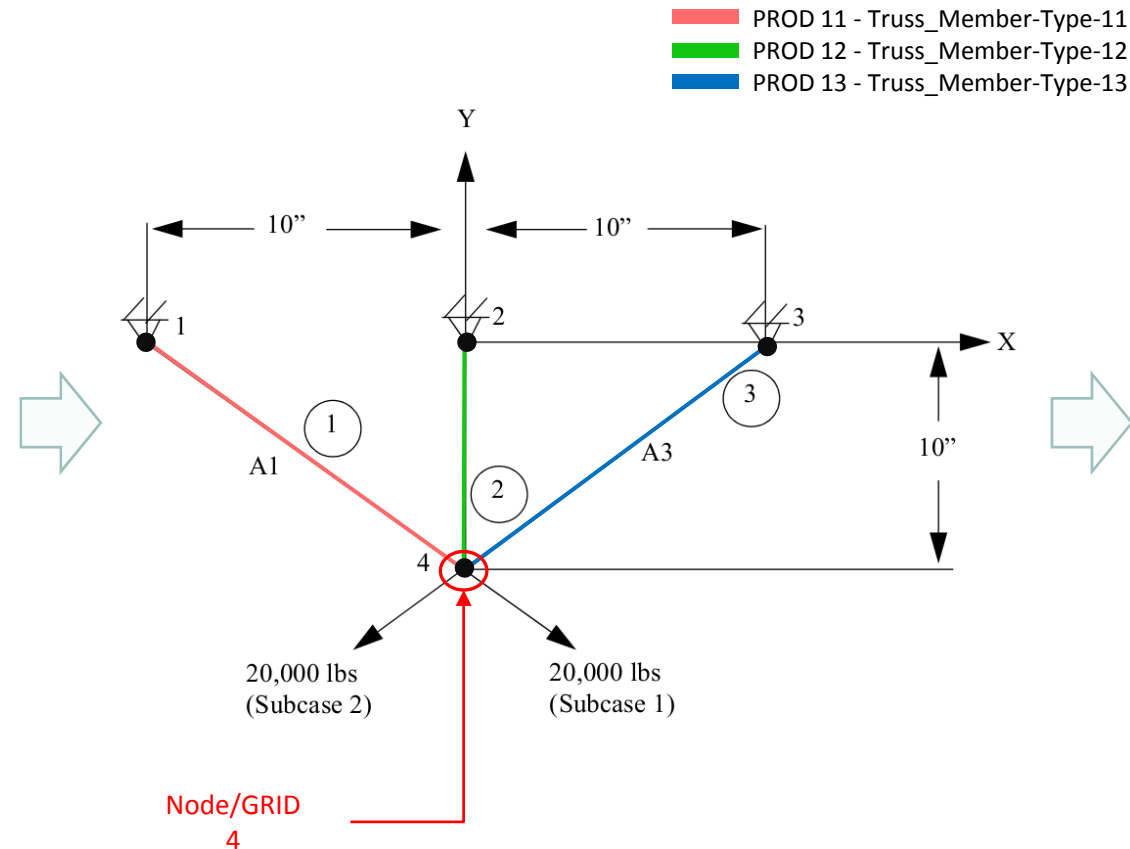 PROD 11 - Truss_Member-Type-11
PROD 12 - Truss_Member-Type-12
PROD 13 - Truss_Member-Type-13
Y
10”
10”
1
2
3
X
1
3
A1
A3
10”
2
4
20,000 lbs
(Subcase 2)
20,000 lbs
(Subcase 1)
Node/GRID
4